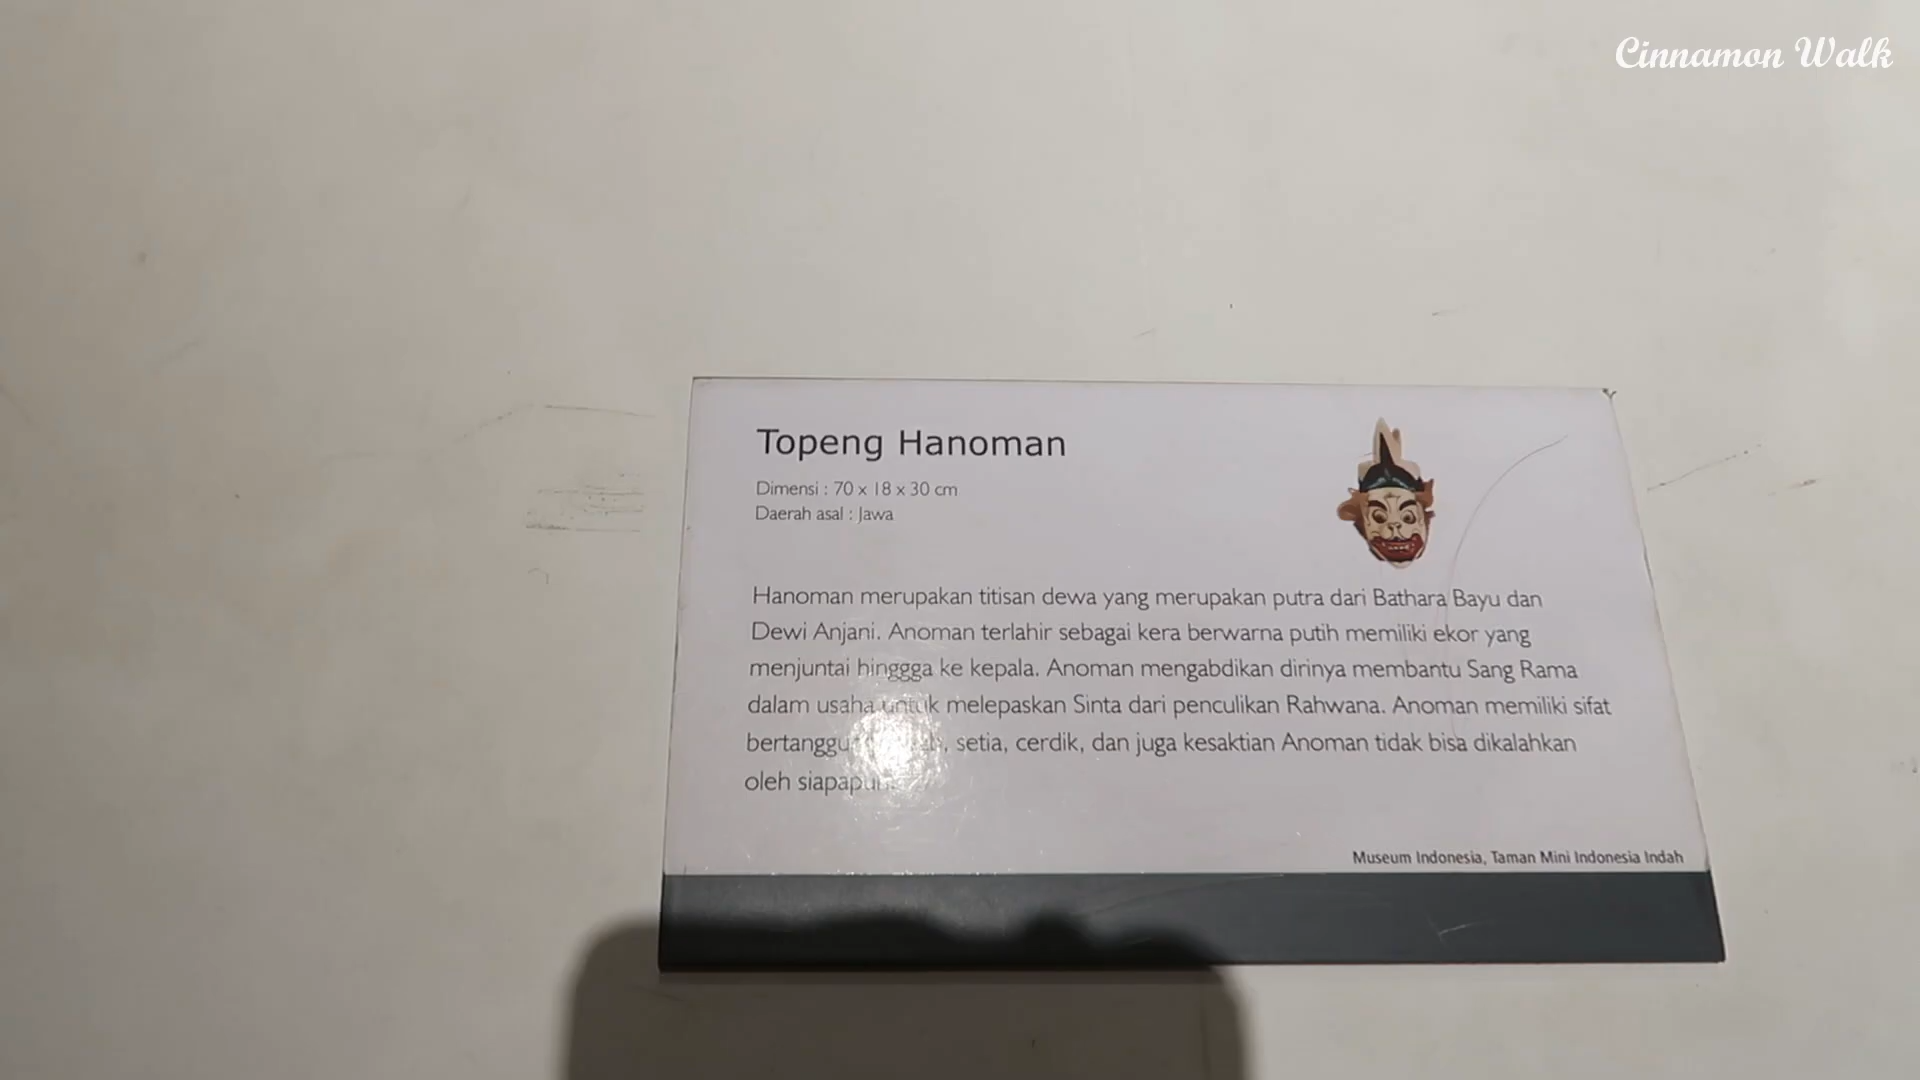 Cinnamon Walk
Topeng Hanoman
Dimensi : 70 x 18 x 30 cm
Daerah asal : Jawa
Hanoman merupakan titisan dewa yang merupakan putra dari Bathara Bayu dan
Dewi Anjani. Anoman terlahir sebagai kera berwarna putih memiliki ekor yang
menjuntai hinggga ke kepala. Anoman mengabdikan dirinya membantu Sang Rama
dalam usaha untuk melepaskan Sinta dari penculikan Rahwana. Anoman memiliki sifat
setia, cerdik, dan juga kesaktian Anoman tidak bisa dikalahkan
oleh siapapun.
Museum Indonesia, Taman Mini Indonesia Indah